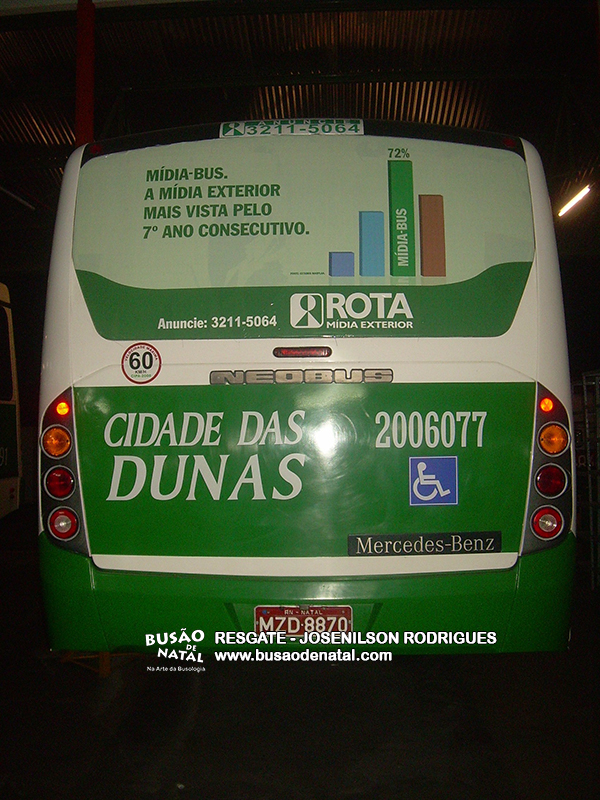 3211-5064
72%
MÍDIA-BUS.
A MÍDIA EXTERIOR
MAIS VISTA PELO
7º ANO CONSECUTIVO.
MÍDIA-BUS
Anuncie: 3211-5064
ROTA
MÍDIA EXTERIOR
60
KM/H
NEOBUS
CIDADE DAS
DUNAS
2006077
Mercedes-Benz
RN - NATAL
MZD 8870
BUSÃO
DE
NATAL
Na Arte da Busologia
RESGATE - JOSENILSON RODRIGUES
www.busaodenatal.com